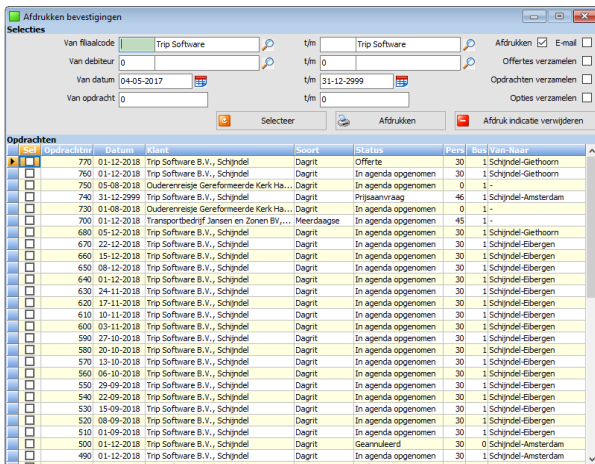 Afdrukken bevestigingen
Selecties
Van filiaalcode Trip Software t/m Trip Software Afdrukken E-mail
Van debiteur 0 t/m 0 Offertes verzamelen
Van datum 04-05-2017 t/m 31-12-2999 Opdrachten verzamelen
Van opdracht 0 t/m 0 Opties verzamelen
Selecteer Afdrukken Afdruk indicatie verwijderen
Opdrachten
Sel Opdrachtnr Datum Klant Soort Status Pers Bus Van-Naar
770 01-12-2018 Trip Software B.V., Schijndel Dagrit Offerte 30 1 Schijndel-Giethoorn
760 01-12-2018 Trip Software B.V., Schijndel Dagrit In agenda opgenomen 30 1 Schijndel-Giethoorn
750 05-08-2018 Ouderenreisje Gereformeerde Kerk Ha... Dagrit In agenda opgenomen 0 1 -
740 31-12-2999 Trip Software B.V., Schijndel Dagrit Prijsaanvraag 46 1 Schijndel-Amsterdam
730 01-08-2018 Ouderenreisje Gereformeerde Kerk Ha... Dagrit In agenda opgenomen 0 1 -
700 01-12-2018 Transportbedrijf Jansen en Zonen BV,... Meerdaagse In agenda opgenomen 45 1 -
680 05-12-2018 Trip Software B.V., Schijndel Dagrit In agenda opgenomen 30 1 Schijndel-Giethoorn
670 22-12-2018 Trip Software B.V., Schijndel Dagrit In agenda opgenomen 30 1 Schijndel-Eibergen
660 15-12-2018 Trip Software B.V., Schijndel Dagrit In agenda opgenomen 30 1 Schijndel-Eibergen
650 08-12-2018 Trip Software B.V., Schijndel Dagrit In agenda opgenomen 30 1 Schijndel-Eibergen
640 01-12-2018 Trip Software B.V., Schijndel Dagrit In agenda opgenomen 30 1 Schijndel-Eibergen
630 24-11-2018 Trip Software B.V., Schijndel Dagrit In agenda opgenomen 30 1 Schijndel-Eibergen
620 17-11-2018 Trip Software B.V., Schijndel Dagrit In agenda opgenomen 30 1 Schijndel-Eibergen
610 10-11-2018 Trip Software B.V., Schijndel Dagrit In agenda opgenomen 30 1 Schijndel-Eibergen
600 03-11-2018 Trip Software B.V., Schijndel Dagrit In agenda opgenomen 30 1 Schijndel-Eibergen
590 27-10-2018 Trip Software B.V., Schijndel Dagrit In agenda opgenomen 30 1 Schijndel-Eibergen
580 20-10-2018 Trip Software B.V., Schijndel Dagrit In agenda opgenomen 30 1 Schijndel-Eibergen
570 13-10-2018 Trip Software B.V., Schijndel Dagrit In agenda opgenomen 30 1 Schijndel-Eibergen
560 06-10-2018 Trip Software B.V., Schijndel Dagrit In agenda opgenomen 30 1 Schijndel-Eibergen
550 29-09-2018 Trip Software B.V., Schijndel Dagrit In agenda opgenomen 30 1 Schijndel-Eibergen
540 22-09-2018 Trip Software B.V., Schijndel Dagrit In agenda opgenomen 30 1 Schijndel-Eibergen
530 15-09-2018 Trip Software B.V., Schijndel Dagrit In agenda opgenomen 30 1 Schijndel-Eibergen
520 08-09-2018 Trip Software B.V., Schijndel Dagrit In agenda opgenomen 30 1 Schijndel-Eibergen
510 01-09-2018 Trip Software B.V., Schijndel Dagrit In agenda opgenomen 30 1 Schijndel-Eibergen
500 01-12-2018 Trip Software B.V., Schijndel Dagrit Geannuleerd 30 0 Schijndel-Amsterdam
490 01-12-2018 Trip Software B.V., Schijndel Dagrit In agenda opgenomen 30 1 Schijndel-Amsterdam